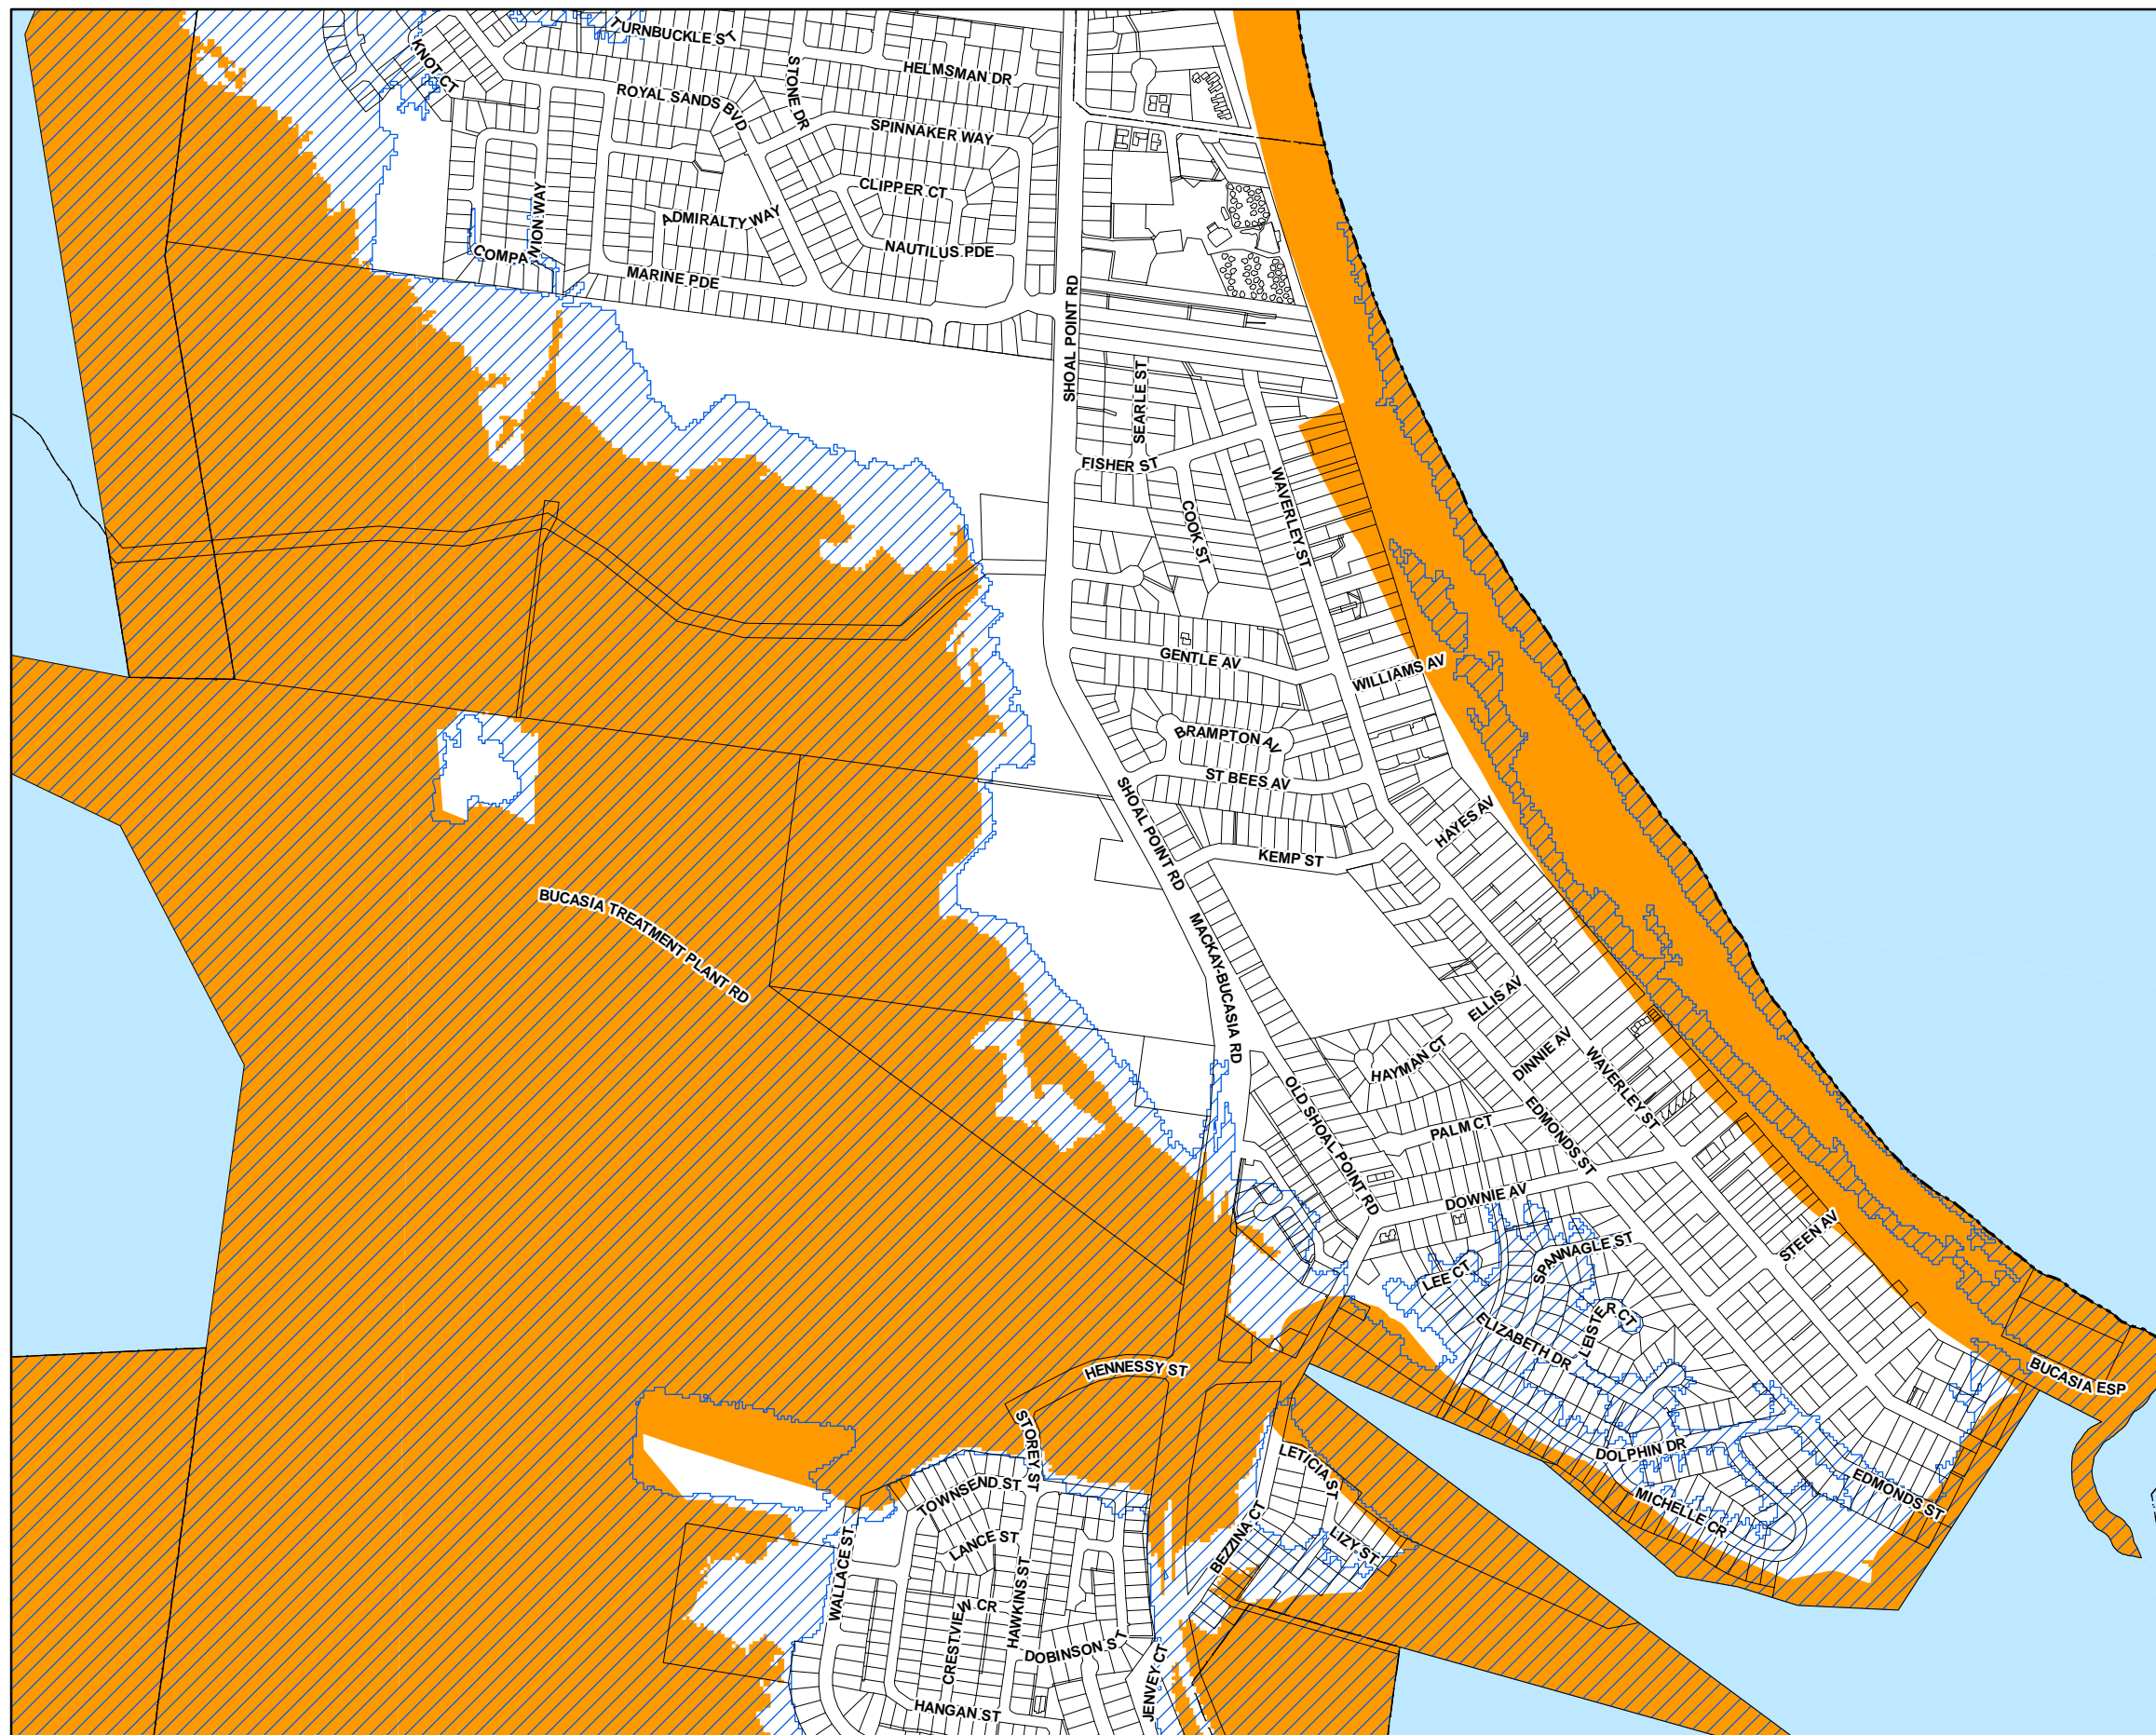 TURNBUCKLE ST
KNOT CT
STONE DR
HELMSMAN DR
ROYAL SANDS BVD
SPINNAKER WAY
CLIPPER CT
ADMIRALTY WAY
COMPANION WAY
NAUTILUS PDE
MARINE PDE
SHOAL POINT RD
SEARLE ST
FISHER ST
WAVERLEY ST
COOK ST
GENTLE AV
WILLIAMS AV
BRAMPTON AV
ST BEES AV
SHOAL POINT RD
HAYES AV
KEMP ST
BUCASIA TREATMENT PLANT RD
MACKAY-BUCASIA RD
ELLIS AV
HAYMAN CT
DINNIE AV
WAVERLEY ST
OLD SHOAL POINT RD
PALM CT
EDMONDS ST
DOWNIE AV
STEEN AV
SPANNAGLE ST
LEE CT
LEISTER CT
ELIZABETH DR
HENNESSY ST
BUCASIA ESP
STOREY ST
LETICIA ST
DOLPHIN DR
EDMONDS ST
TOWNSEND ST
MICHELLE CR
LANCE ST
BEZZINA CT
LIZY ST
WALLACE ST
HAWKINS ST
CRESTVIEW CR
DOBINSON ST
JENVEY CT
HANGAN ST